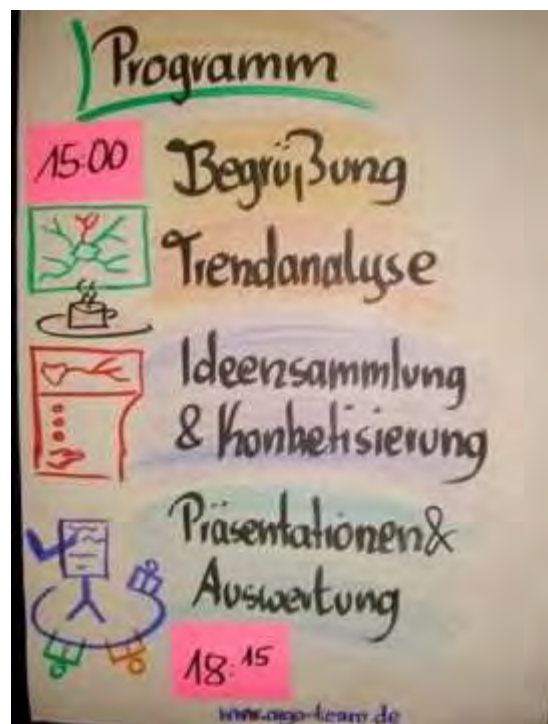 Programm
15:00
Begrüßung
Trendanalyse
Ideensammlung
& Konkretisierung
Präsentationen &
Auswertung
18:15